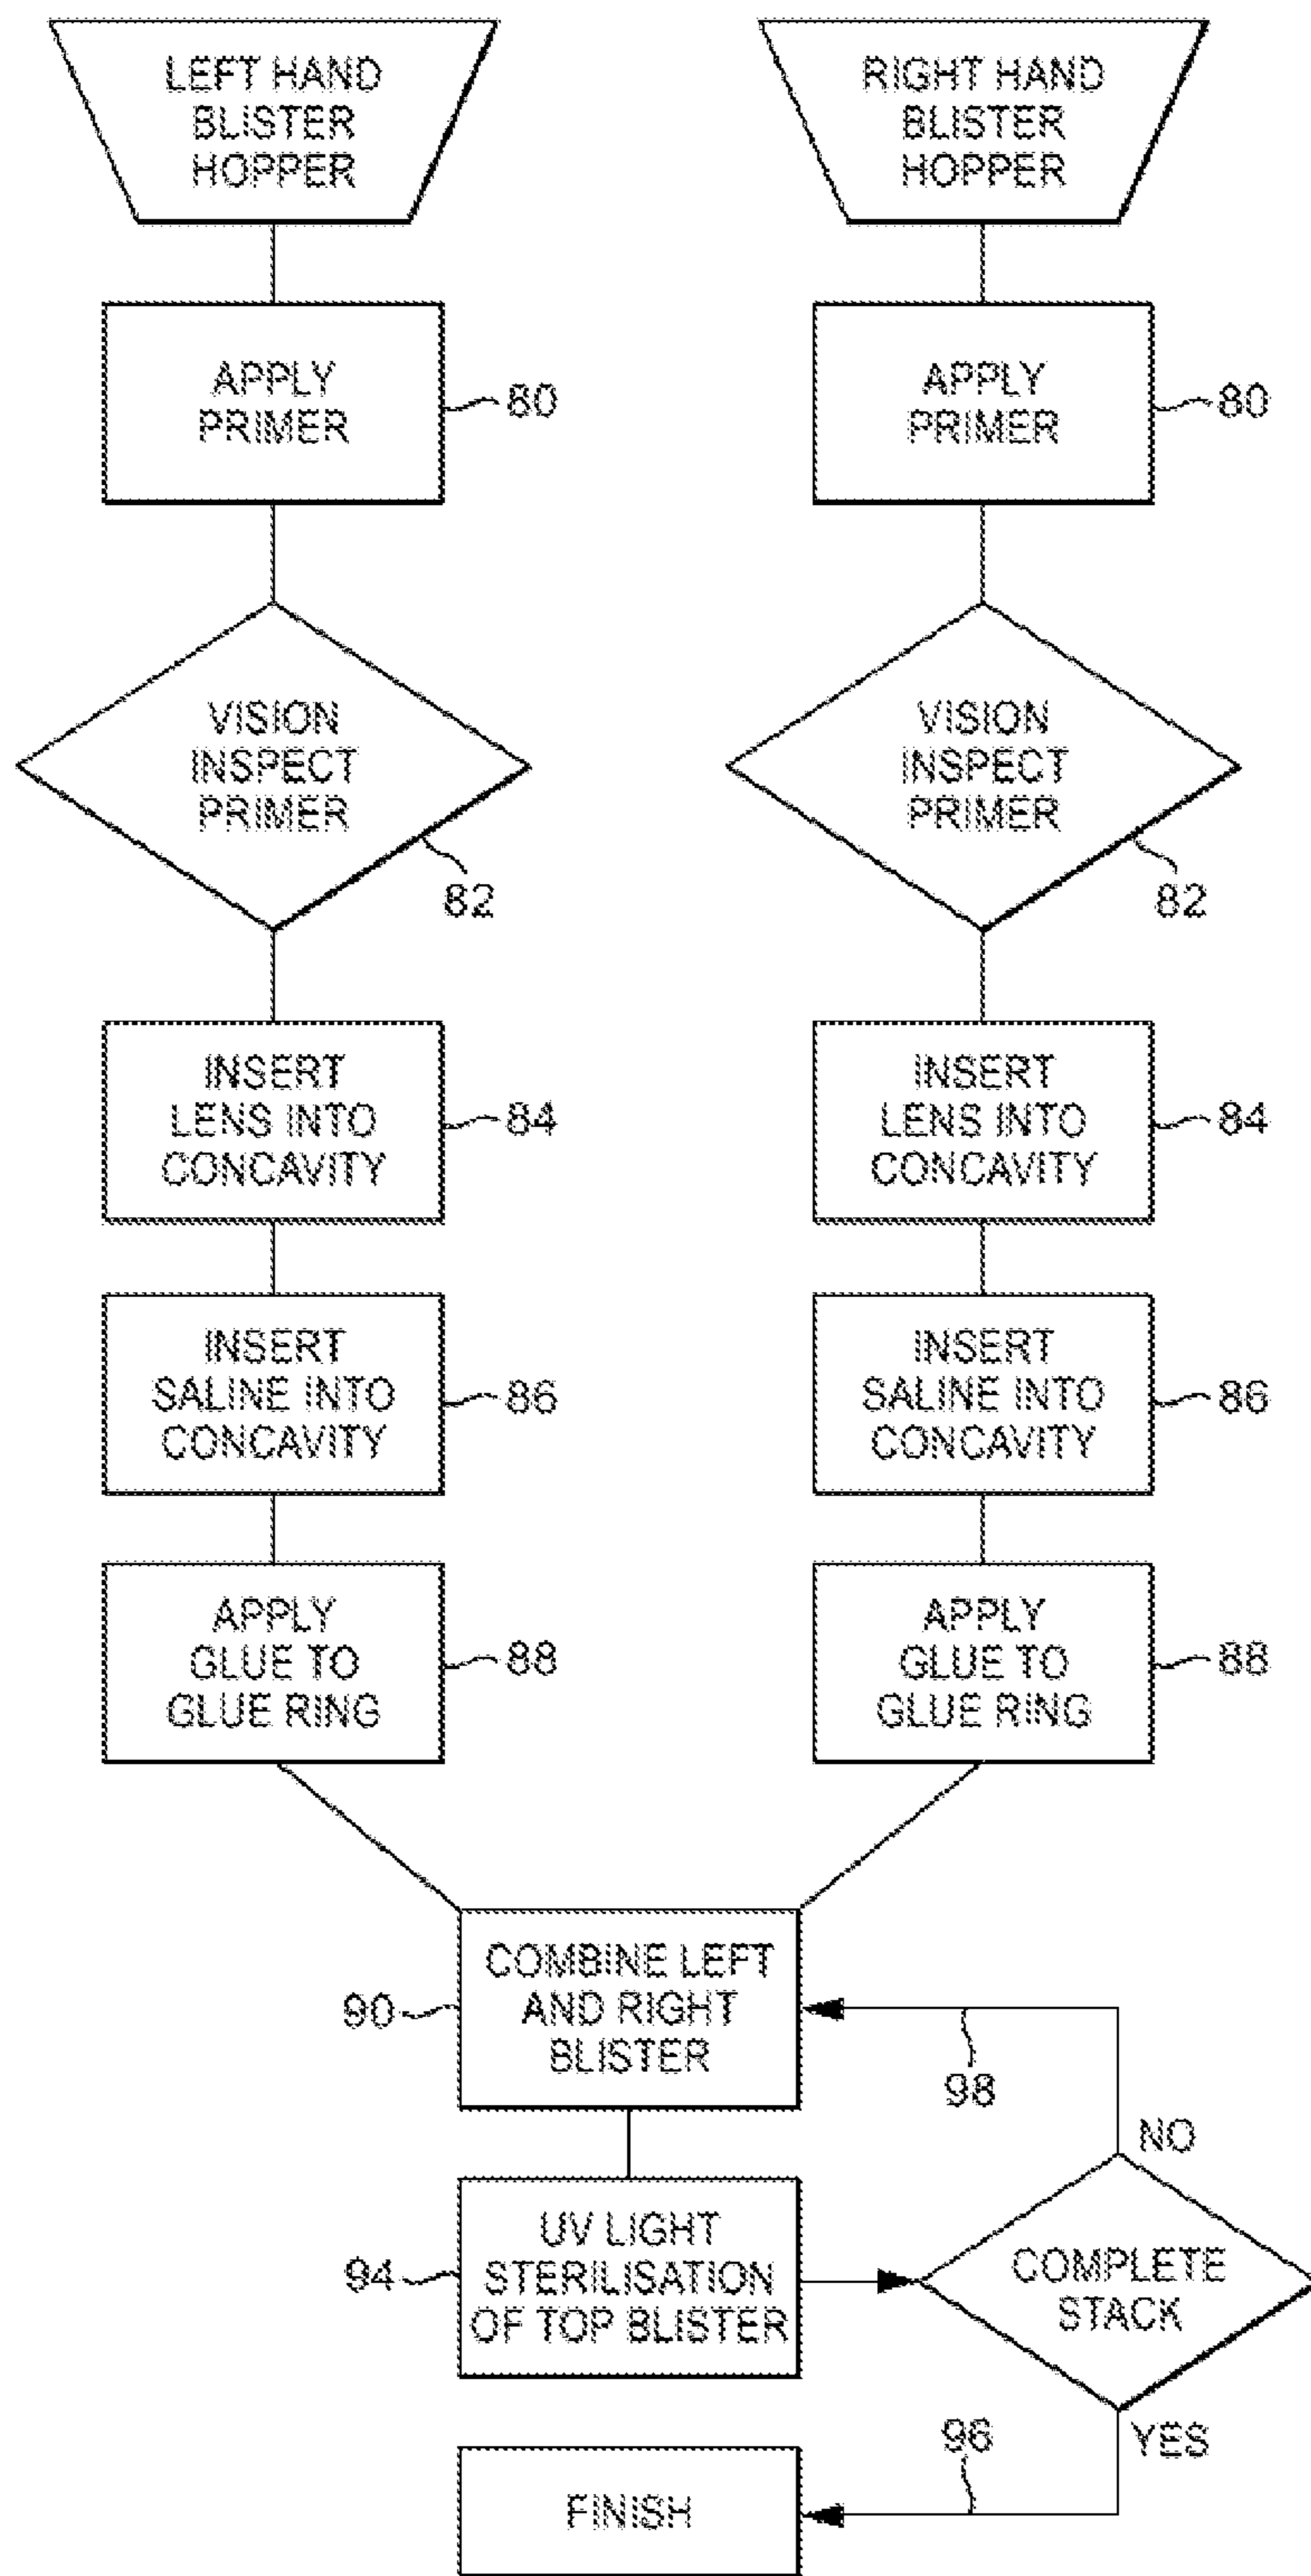 LEFT HAND
BLISTER
HOPPER
RIGHT HAND
BLISTER
HOPPER
APPLY
PRIMER
80
APPLY
PRIMER
80
VISION
INSPECT
PRIMER
82
VISION
INSPECT
PRIMER
82
INSERT
LENS INTO
CONCAVITY
84
INSERT
LENS INTO
CONCAVITY
84
INSERT
SALINE INTO
CONCAVITY
86
INSERT
SALINE INTO
CONCAVITY
86
APPLY
GLUE TO
GLUE RING
88
APPLY
GLUE TO
GLUE RING
88
COMBINE LEFT
AND RIGHT
BLISTER
90
98
NO
UV LIGHT
STERILISATION
OF TOP BLISTER
94
COMPLETE
STACK
YES
96
FINISH